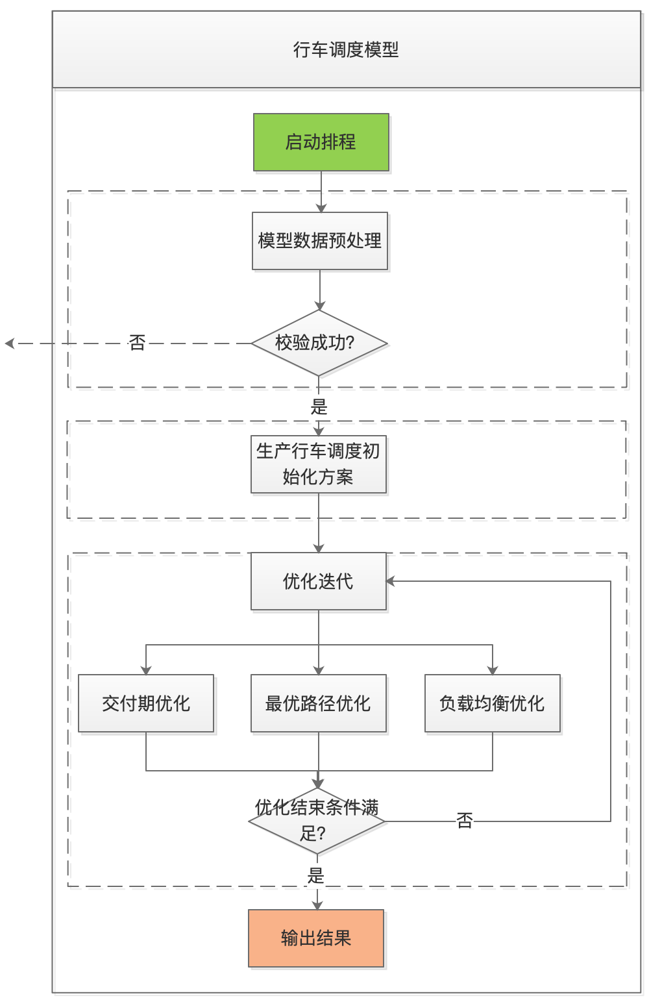 行车调度模型
启动排程
模型数据预处理
校验成功?
否
是
生产行车调度初
始化方案
优化迭代
交付期优化
最优路径优化
负载均衡优化
优化结束条件满
足?
否
是
输出结果